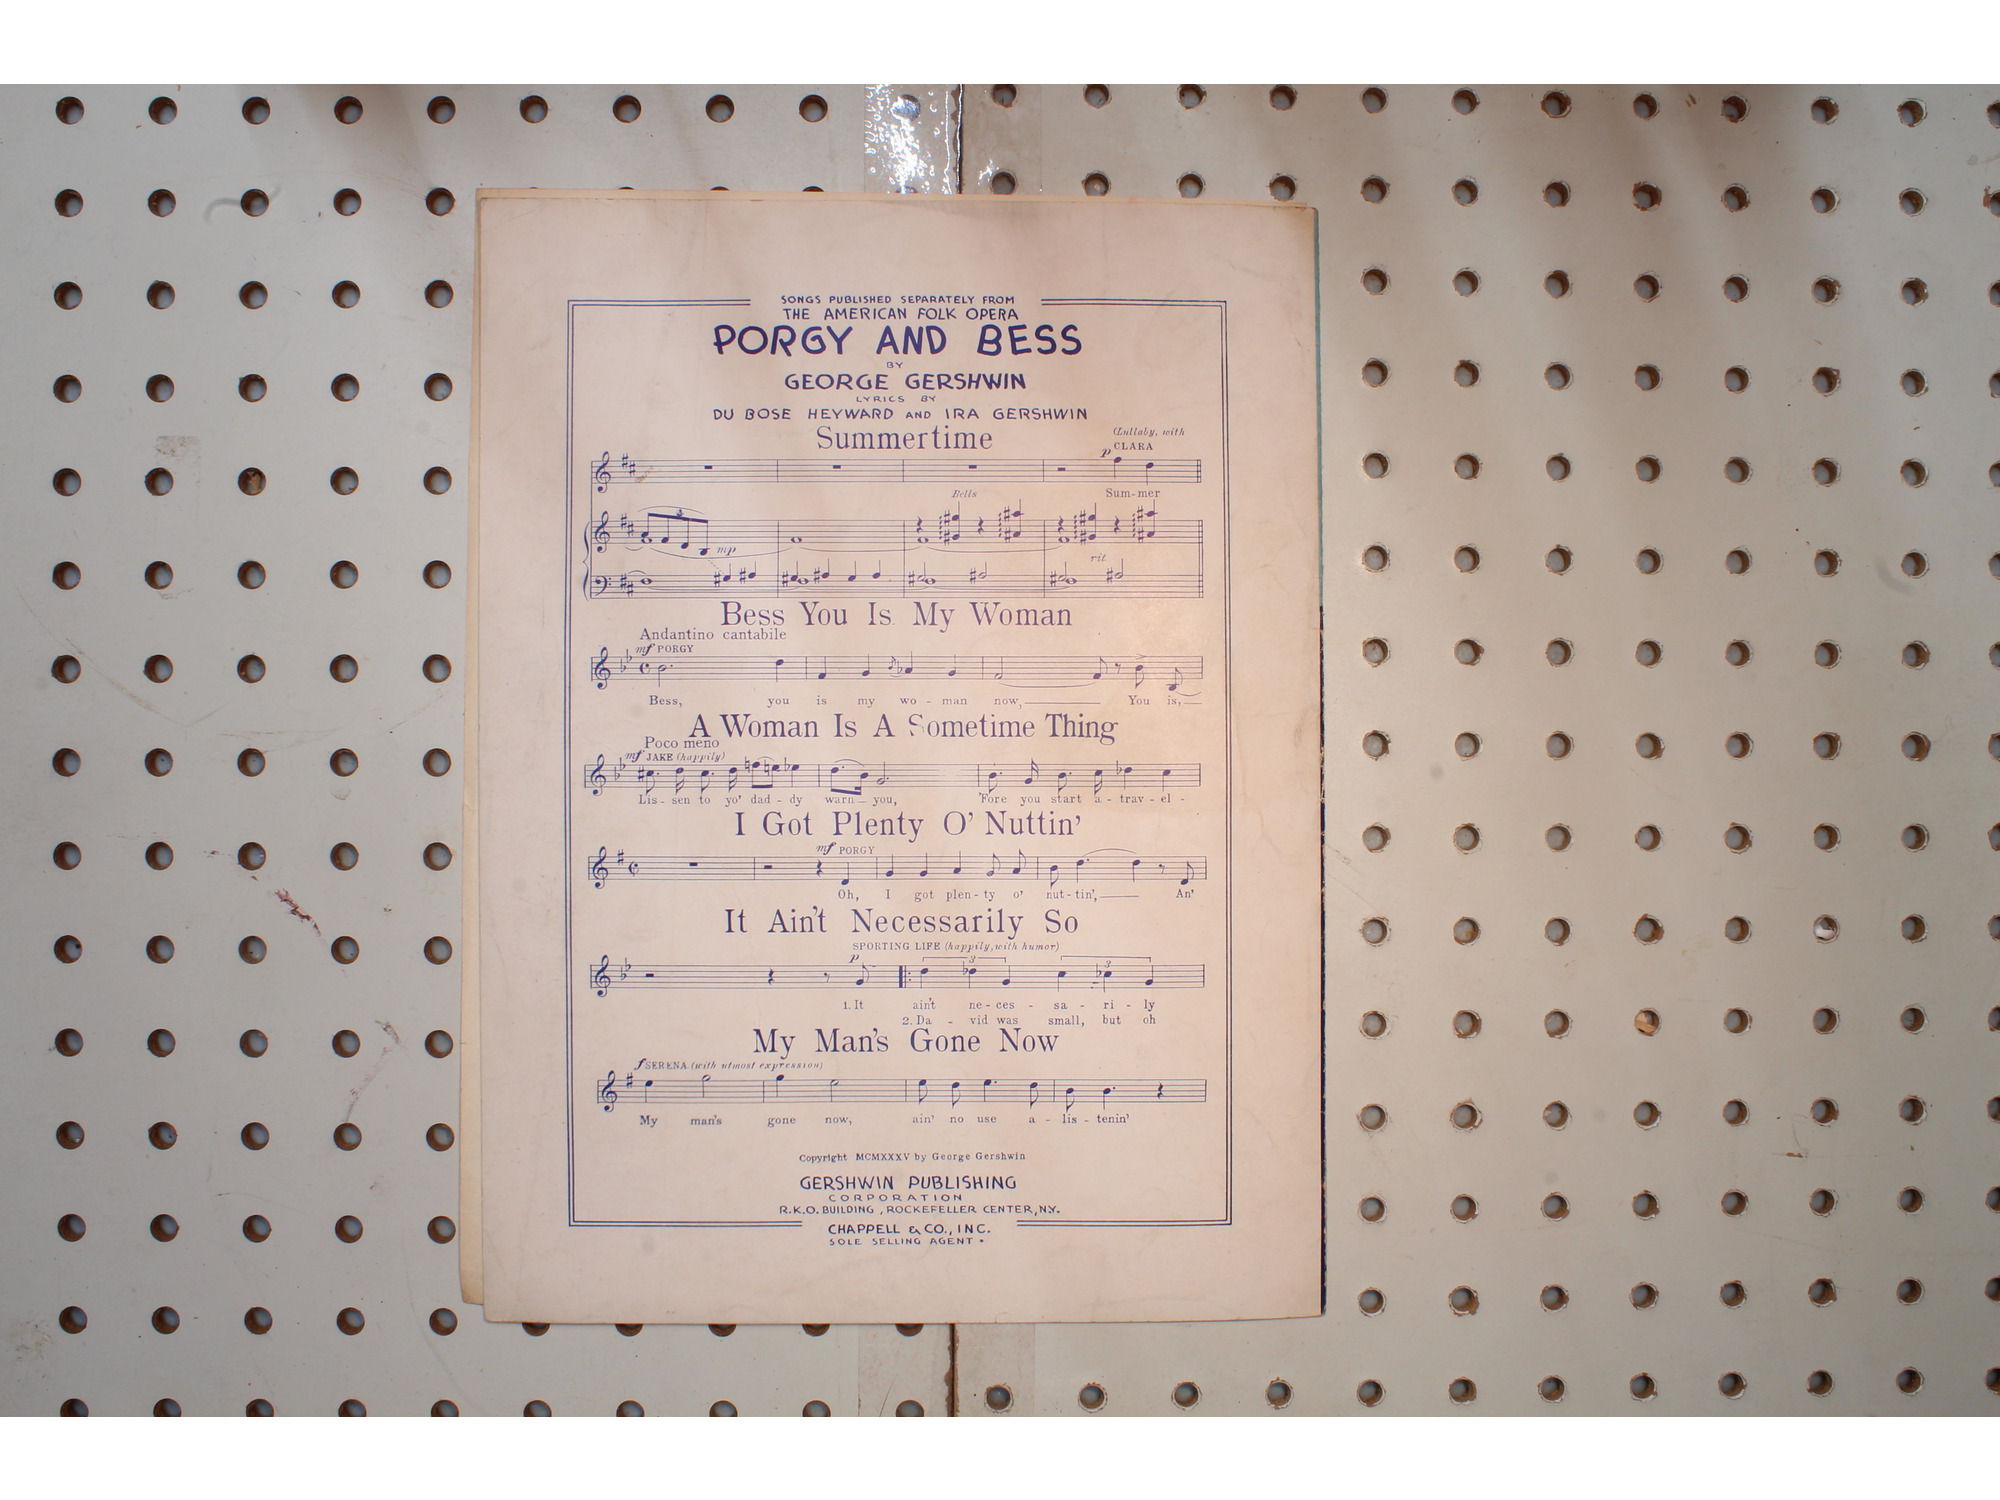 SONGS PUBLISHED SEPARATELY FROM
THE AMERICAN FOLK OPERA
PORGY AND BESS
BY
GEORGE GERSHWIN
LYRICS BY
DU BOSE HEYWARD AND IRA GERSHWIN
Summertime
(Lullaby, with
p CLARA
Bells
Sum-mer
3
mp
rit
Bess You Is My Woman
Andantino cantabile
mf PORGY
Bess, you is my wo - man now, You is,
A Woman Is A Sometime Thing
Poco meno
mf JAKE (happily)
Lis - sen to yo' dad - dy warn you, 'Fore you start a - trav - el -
I Got Plenty O' Nuttin'
mf PORGY
Oh, I got plen - ty o' nut - tin', An'
It Ain't Necessarily So
SPORTING LIFE (happily, with humor)
p 3 3
1. It ain't ne - ces - sa - ri - ly
2. Da - vid was small, but oh
My Man's Gone Now
f SERENA (with utmost expression)
My man's gone now, ain' no use a - lis - tenin'
Copyright MCMXXXV by George Gershwin
GERSHWIN PUBLISHING
CORPORATION
R.K.O. BUILDING, ROCKEFELLER CENTER, N.Y.
CHAPPELL & CO., INC.
SOLE SELLING AGENT •